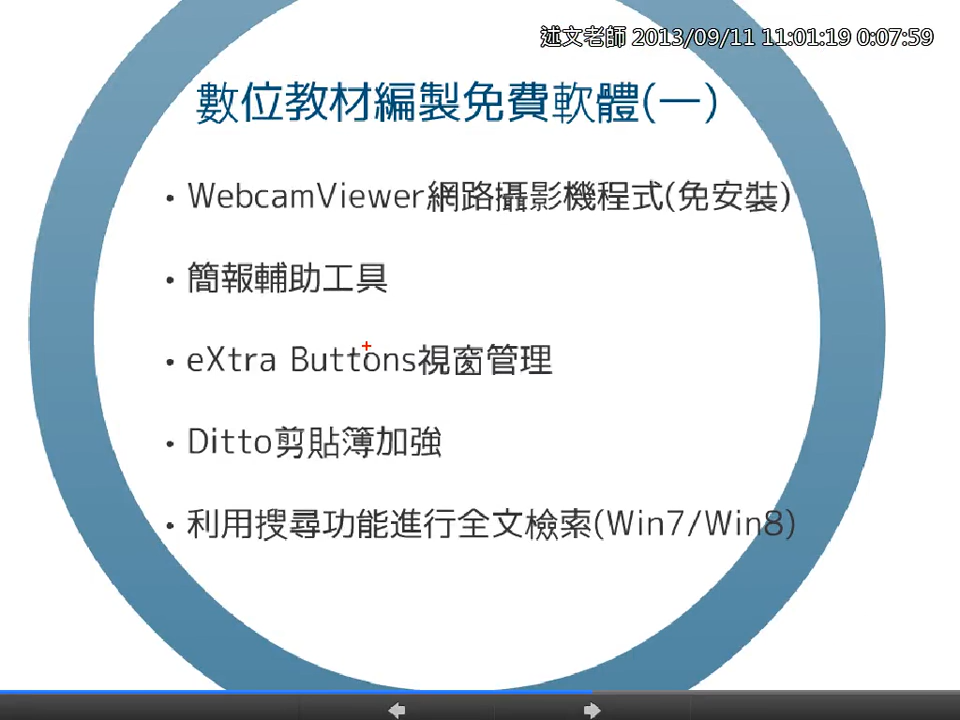 述文老師 2013/09/11 11:01:19 0:07:59
數位教材編製免費軟體(一)
• WebcamViewer網路攝影機程式(免安裝)
• 簡報輔助工具
• eXtra Buttons視窗管理
• Ditto剪貼簿加強
• 利用搜尋功能進行全文檢索(Win7/Win8)